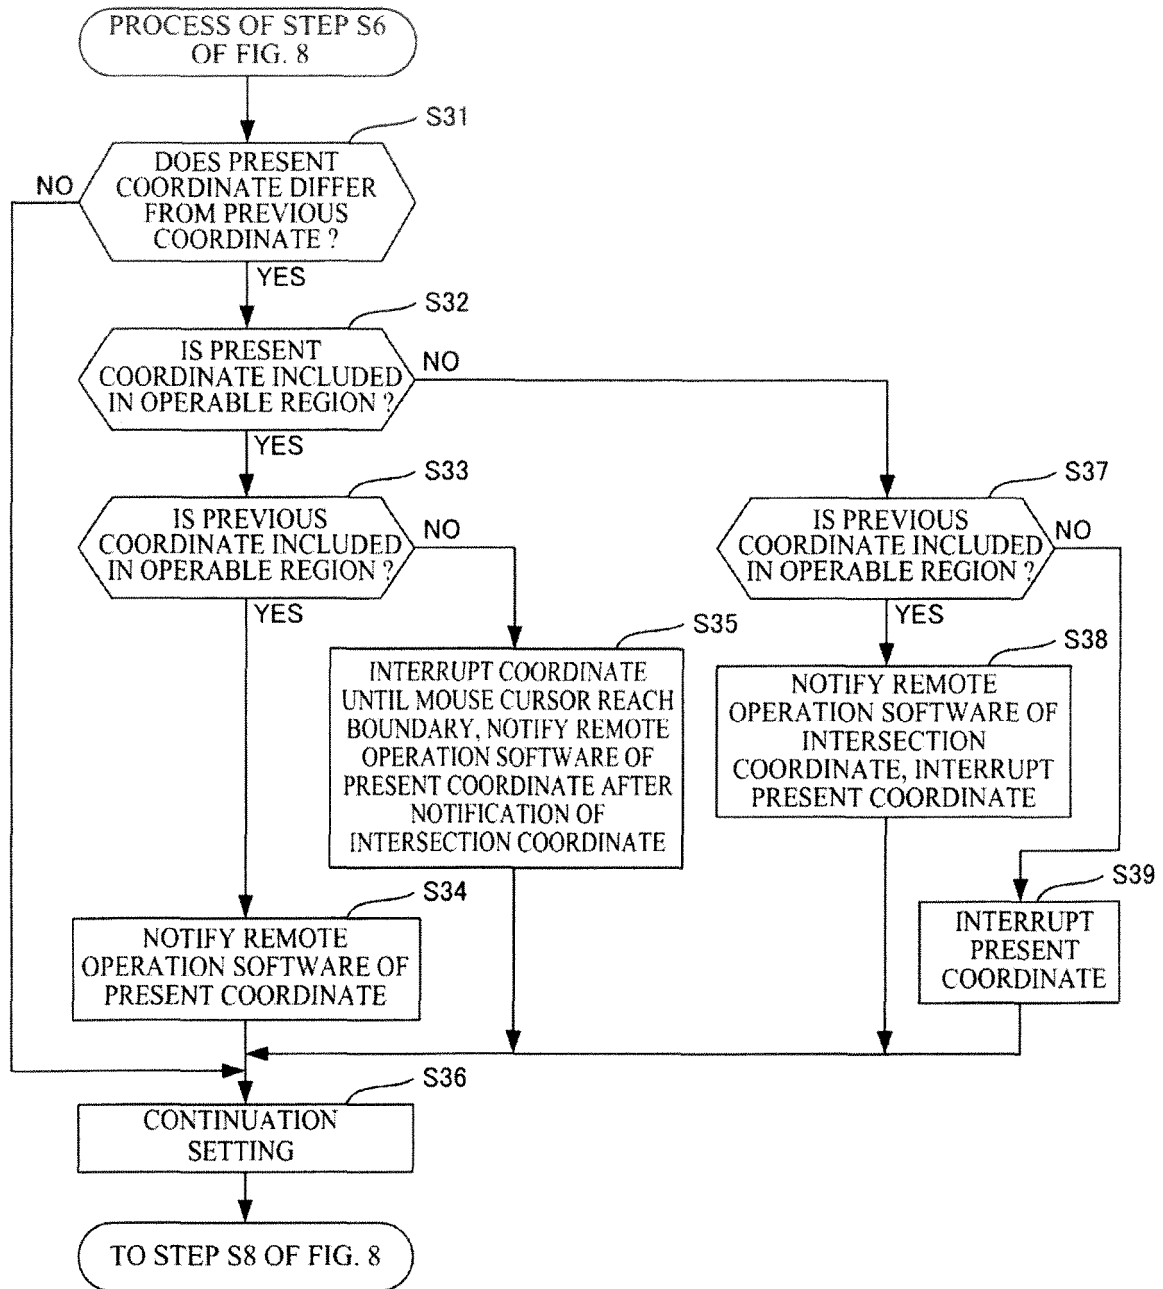 PROCESS OF STEP S6
OF FIG. 8
S31
DOES PRESENT
COORDINATE DIFFER
FROM PREVIOUS
COORDINATE ?
NO
YES
S32
IS PRESENT
COORDINATE INCLUDED
IN OPERABLE REGION ?
NO
YES
S33
IS PREVIOUS
COORDINATE INCLUDED
IN OPERABLE REGION ?
NO
YES
S37
IS PREVIOUS
COORDINATE INCLUDED
IN OPERABLE REGION ?
NO
YES
S35
INTERRUPT COORDINATE
UNTIL MOUSE CURSOR REACH
BOUNDARY, NOTIFY REMOTE
OPERATION SOFTWARE OF
PRESENT COORDINATE AFTER
NOTIFICATION OF
INTERSECTION COORDINATE
S38
NOTIFY REMOTE
OPERATION SOFTWARE OF
INTERSECTION
COORDINATE, INTERRUPT
PRESENT COORDINATE
S34
NOTIFY REMOTE
OPERATION SOFTWARE OF
PRESENT COORDINATE
S39
INTERRUPT
PRESENT
COORDINATE
S36
CONTINUATION
SETTING
TO STEP S8 OF FIG. 8